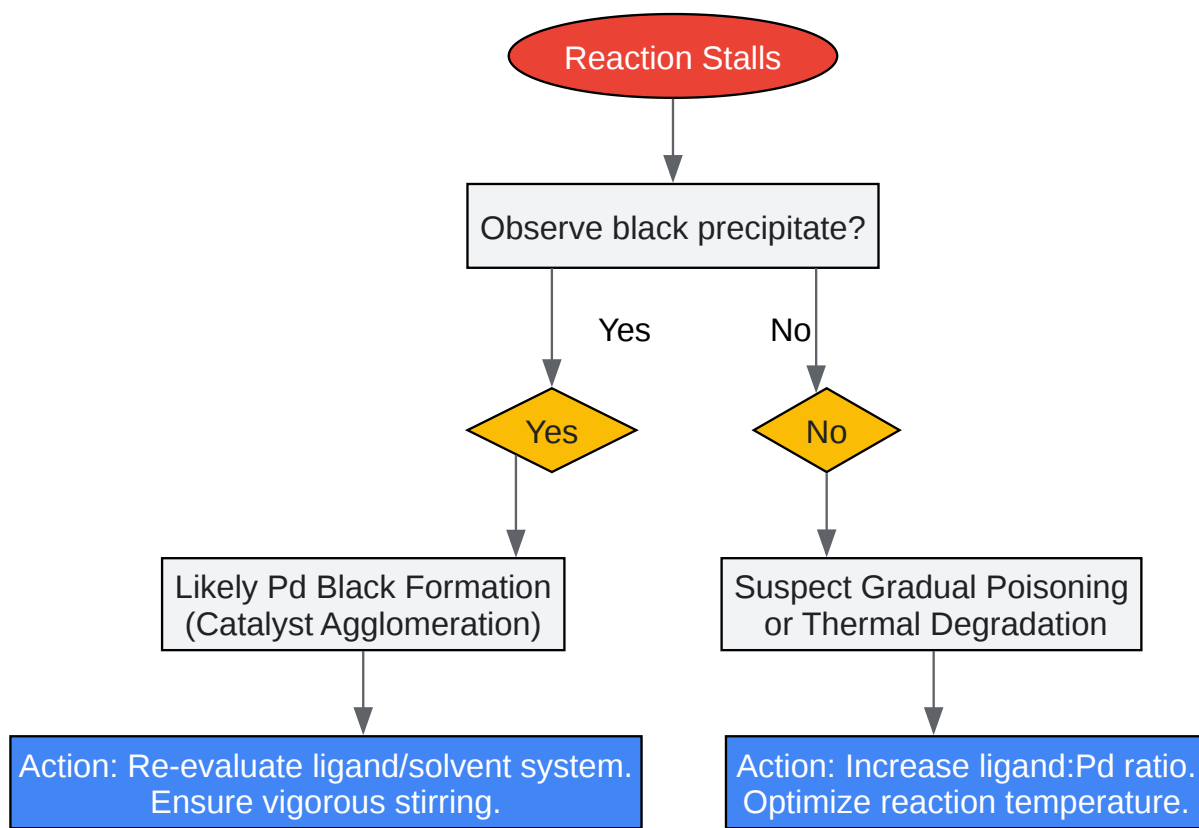 Reaction Stalls
Observe black precipitate?
Yes
No
Yes
No
Likely Pd Black Formation
(Catalyst Agglomeration)
Suspect Gradual Poisoning
or Thermal Degradation
Action: Re-evaluate ligand/solvent system.
Ensure vigorous stirring.
Action: Increase ligand:Pd ratio.
Optimize reaction temperature.